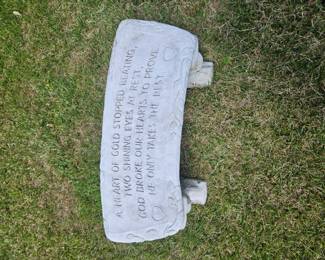 A HEART OF GOLD STOPPED BEATING,
TWO SHINING EYES AT REST,
GOD BROKE OUR HEARTS TO PROVE
HE ONLY TAKES THE BEST